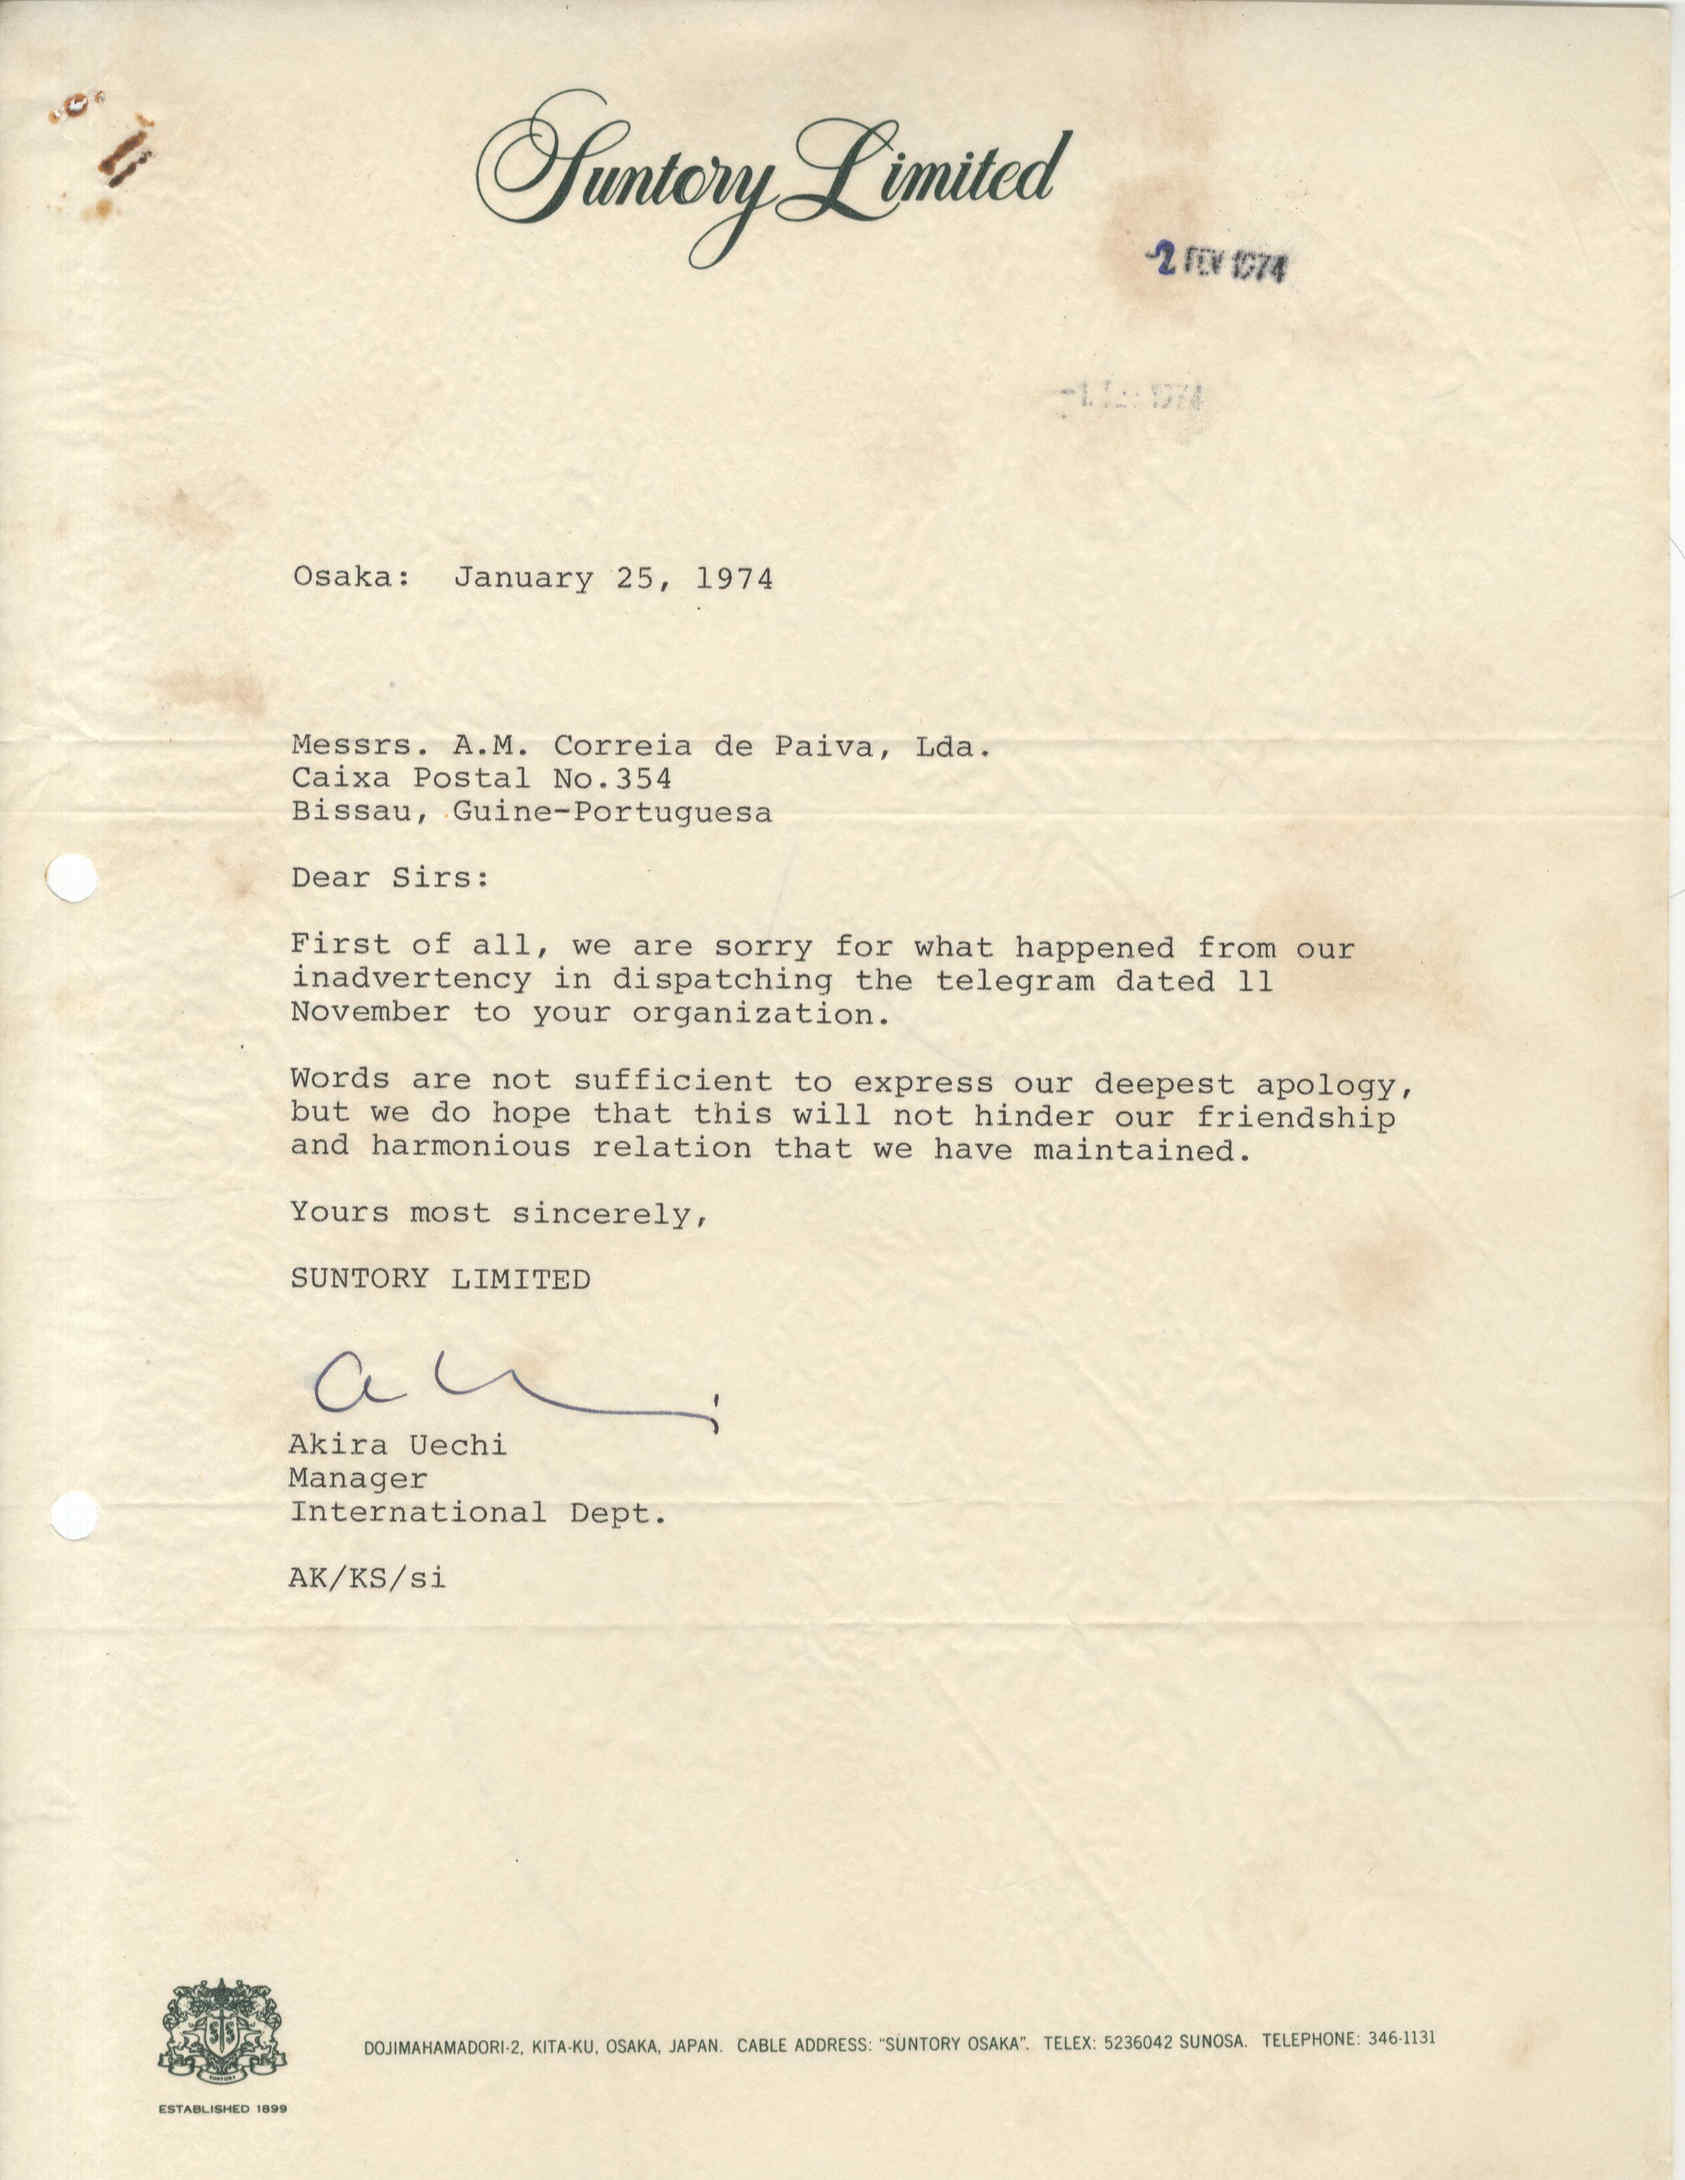 Suntory Limited
-2 FEV 1974
Osaka: January 25, 1974
Messrs. A.M. Correia de Paiva, Lda.
Caixa Postal No.354
Bissau, Guine-Portuguesa
Dear Sirs:
First of all, we are sorry for what happened from our
inadvertency in dispatching the telegram dated 11
November to your organization.
Words are not sufficient to express our deepest apology,
but we do hope that this will not hinder our friendship
and harmonious relation that we have maintained.
Yours most sincerely,
SUNTORY LIMITED
Akira Uechi
Manager
International Dept.
AK/KS/si
DOJIMAHAMADORI-2, KITA-KU, OSAKA, JAPAN. CABLE ADDRESS: "SUNTORY OSAKA". TELEX: 5236042 SUNOSA. TELEPHONE: 346-1131
SUNTORY
ESTABLISHED 1899